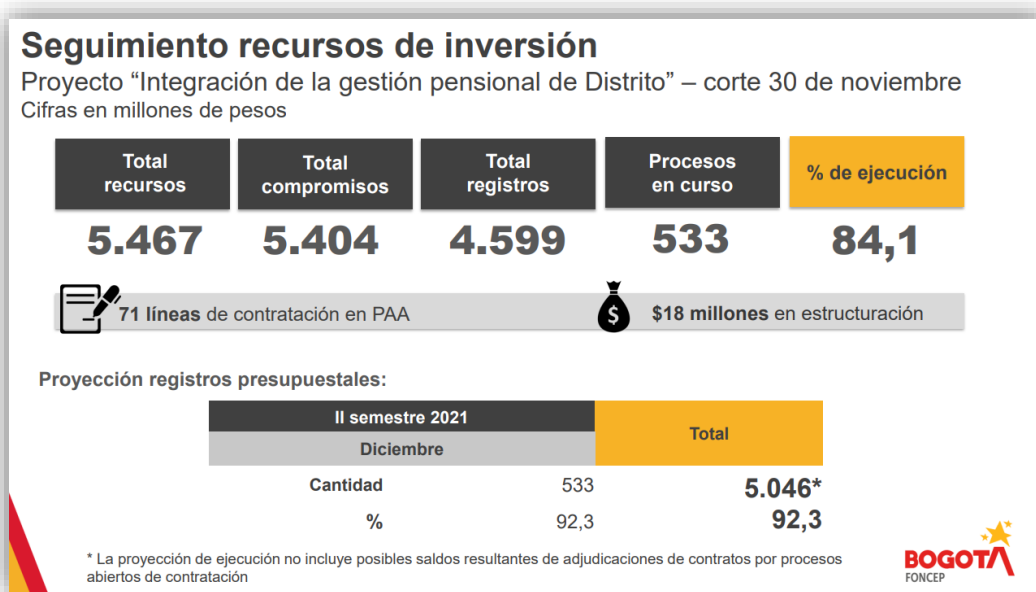 Seguimiento recursos de inversión
Proyecto “Integración de la gestión pensional de Distrito” – corte 30 de noviembre
Cifras en millones de pesos
Total
recursos
5.467
Total
compromisos
5.404
Total
registros
4.599
Procesos
en curso
533
% de ejecución
84,1
71 líneas de contratación en PAA
$
$18 millones en estructuración
Proyección registros presupuestales:
II semestre 2021
Total
Diciembre
Cantidad 533 5.046*
% 92,3 92,3
* La proyección de ejecución no incluye posibles saldos resultantes de adjudicaciones de contratos por procesos
abiertos de contratación
BOGOTÁ
FONCEP